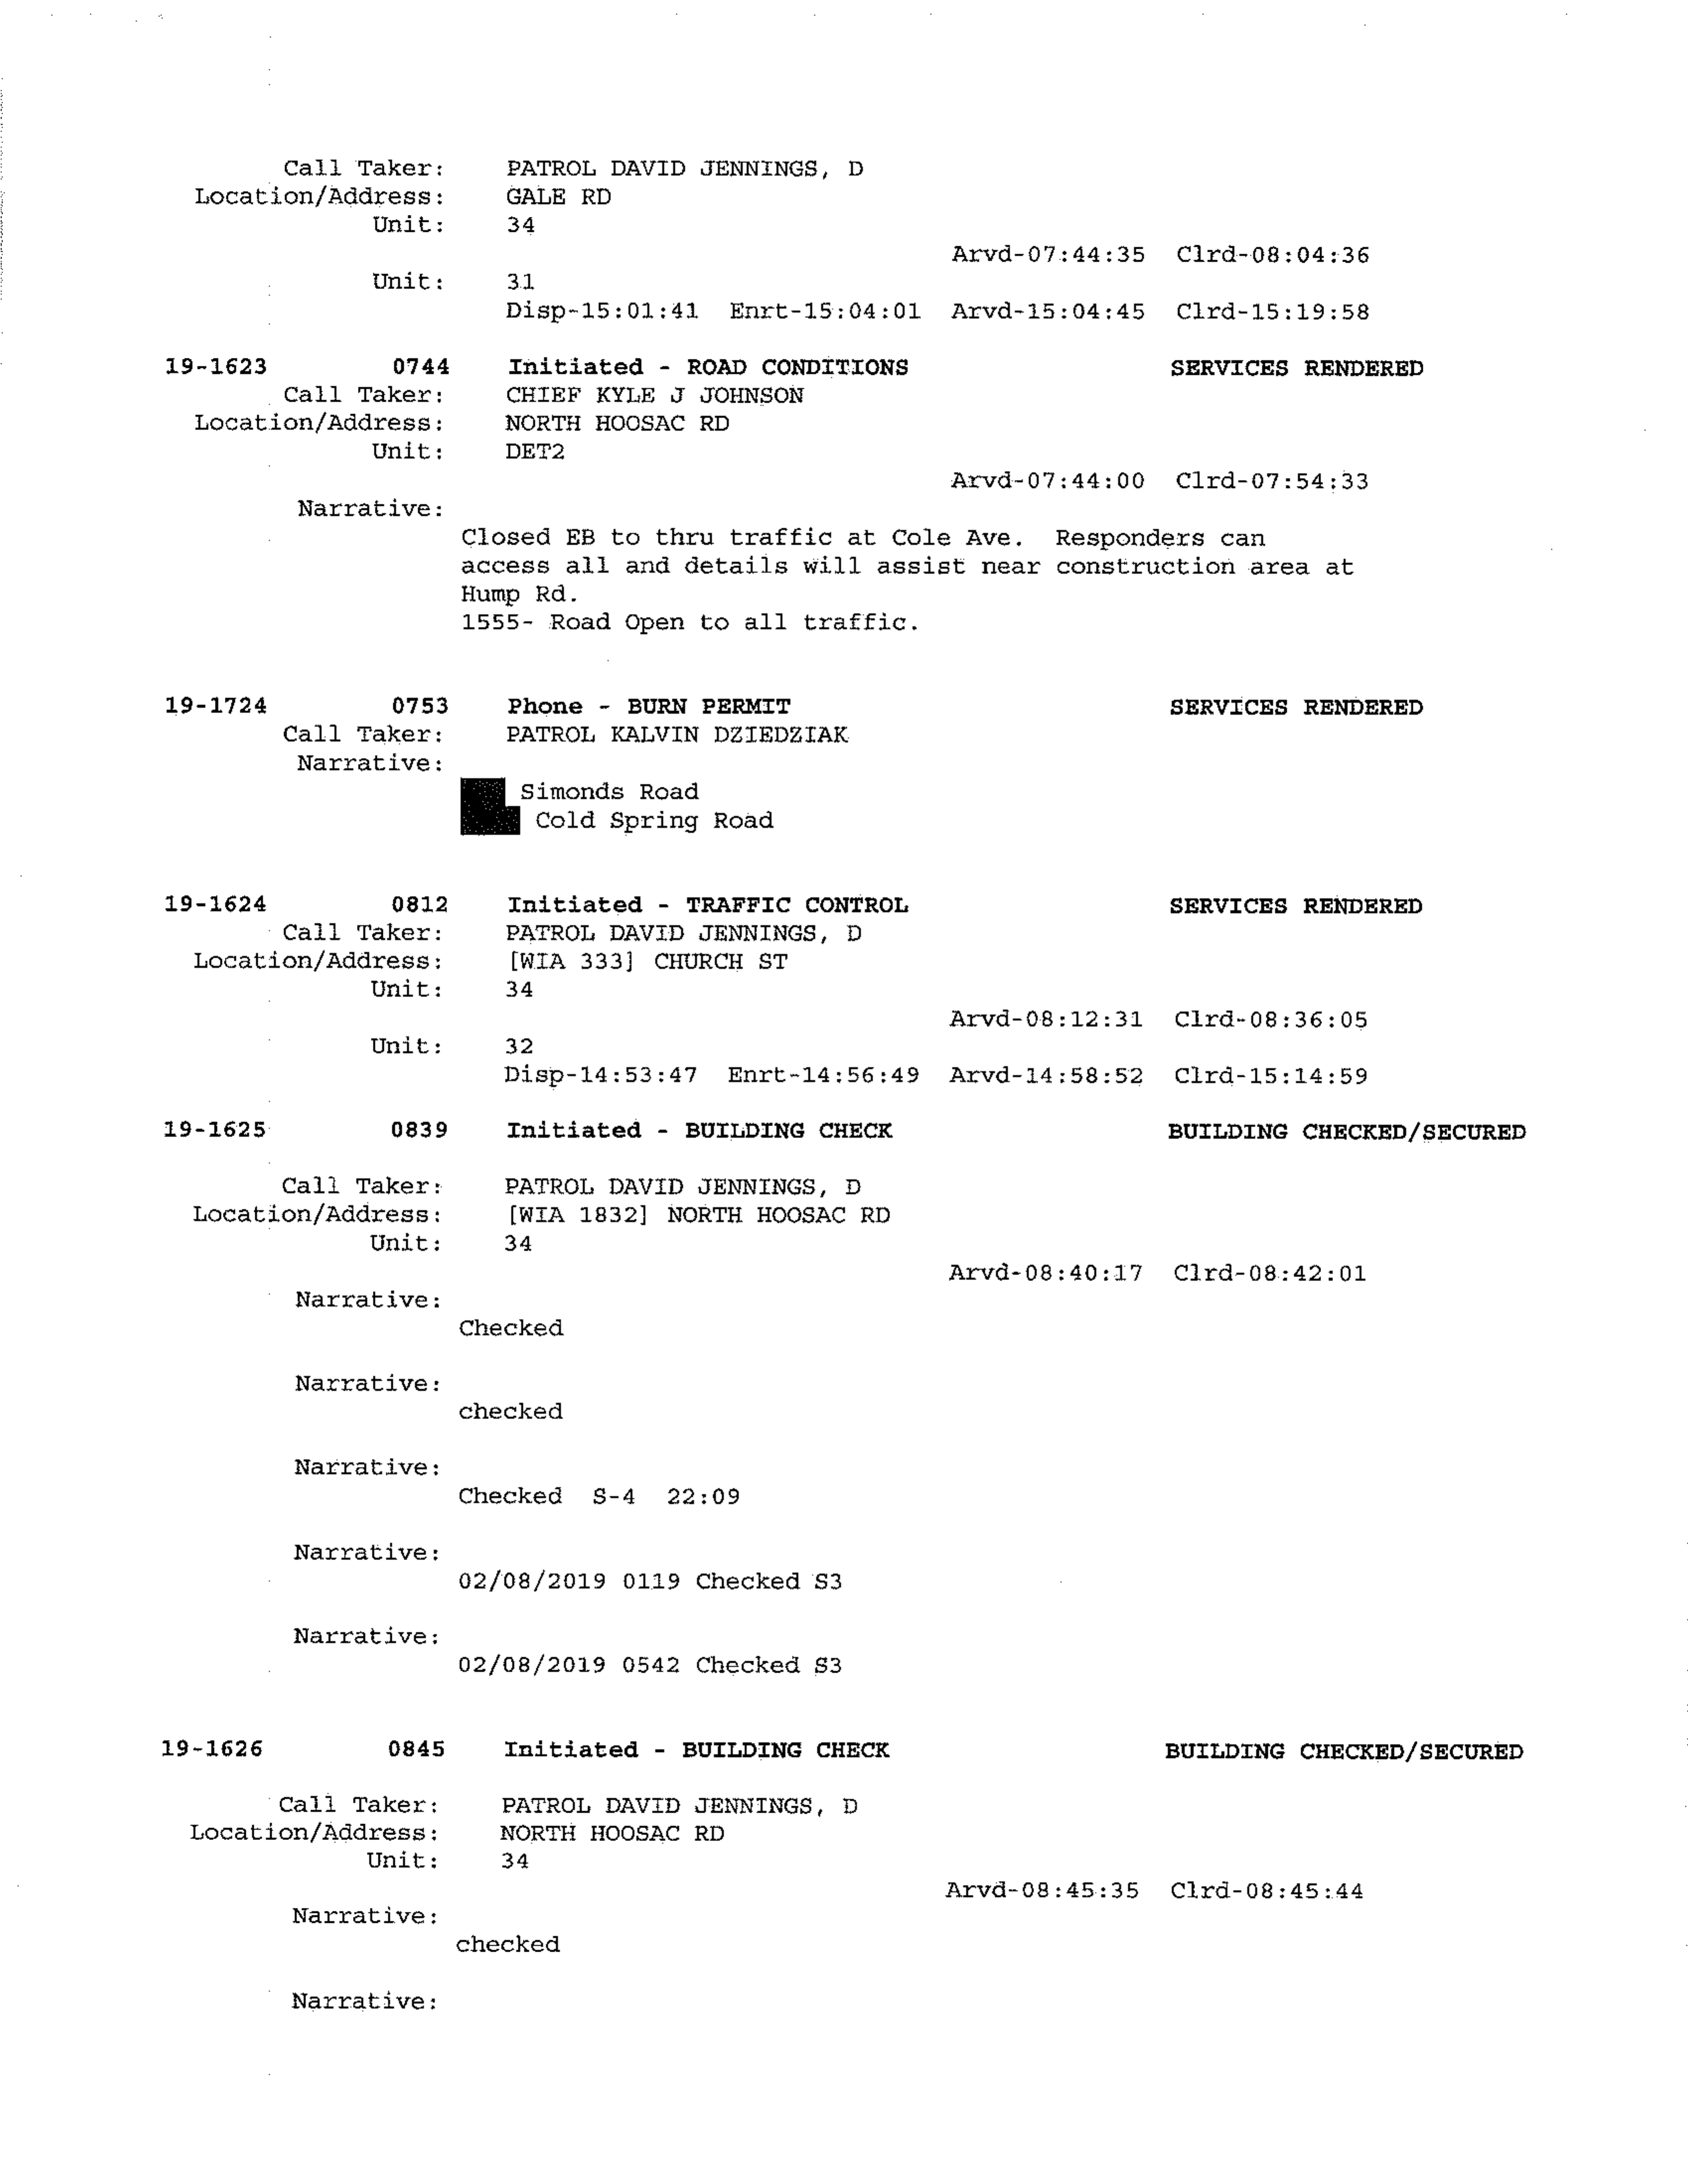 Call Taker: PATROL DAVID JENNINGS, D
Location/Address: GALE RD
Unit: 34
Arvd-07:44:35 Clrd-08:04:36
Unit: 31
Disp-15:01:41 Enrt-15:04:01 Arvd-15:04:45 Clrd-15:19:58
19-1623 0744 Initiated - ROAD CONDITIONS SERVICES RENDERED
Call Taker: CHIEF KYLE J JOHNSON
Location/Address: NORTH HOOSAC RD
Unit: DET2
Arvd-07:44:00 Clrd-07:54:33
Narrative:
Closed EB to thru traffic at Cole Ave. Responders can
access all and details will assist near construction area at
Hump Rd.
1555- Road Open to all traffic.
19-1724 0753 Phone - BURN PERMIT SERVICES RENDERED
Call Taker: PATROL KALVIN DZIEDZIAK
Narrative:
Simonds Road
Cold Spring Road
19-1624 0812 Initiated - TRAFFIC CONTROL SERVICES RENDERED
Call Taker: PATROL DAVID JENNINGS, D
Location/Address: [WIA 333] CHURCH ST
Unit: 34
Arvd-08:12:31 Clrd-08:36:05
Unit: 32
Disp-14:53:47 Enrt-14:56:49 Arvd-14:58:52 Clrd-15:14:59
19-1625 0839 Initiated - BUILDING CHECK BUILDING CHECKED/SECURED
Call Taker: PATROL DAVID JENNINGS, D
Location/Address: [WIA 1832] NORTH HOOSAC RD
Unit: 34
Arvd-08:40:17 Clrd-08:42:01
Narrative:
Checked
Narrative:
checked
Narrative:
Checked S-4 22:09
Narrative:
02/08/2019 0119 Checked S3
Narrative:
02/08/2019 0542 Checked S3
19-1626 0845 Initiated - BUILDING CHECK BUILDING CHECKED/SECURED
Call Taker: PATROL DAVID JENNINGS, D
Location/Address: NORTH HOOSAC RD
Unit: 34
Arvd-08:45:35 Clrd-08:45:44
Narrative:
checked
Narrative: